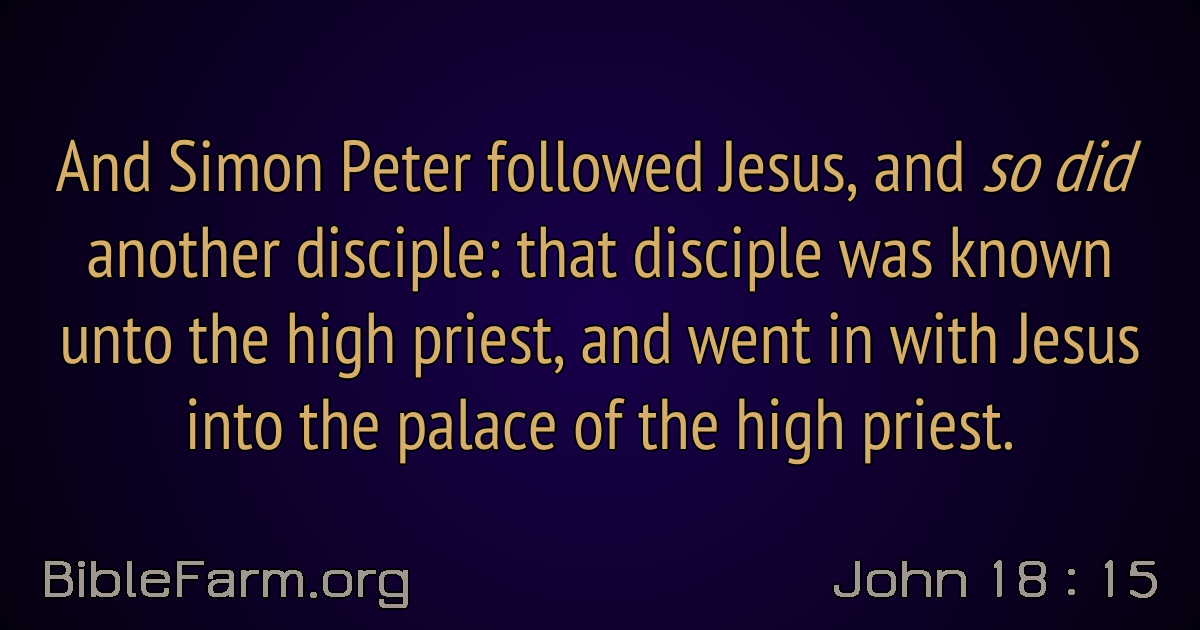 And Simon Peter followed Jesus, and so did
another disciple: that disciple was known
unto the high priest, and went in with Jesus
into the palace of the high priest.
BibleFarm.org
John 18 : 15